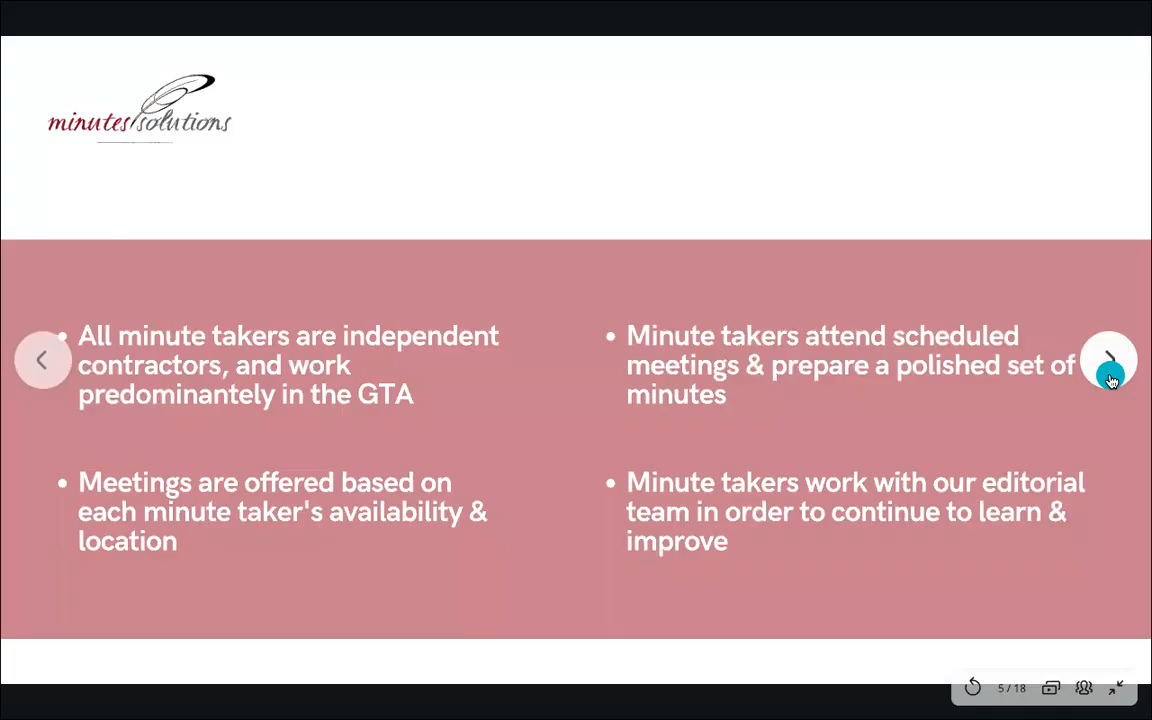 minutes solutions
All minute takers are independent
contractors, and work
predominantely in the GTA
Meetings are offered based on
each minute taker's availability &
location
Minute takers attend scheduled
meetings & prepare a polished set of
minutes
Minute takers work with our editorial
team in order to continue to learn &
improve
5 / 18